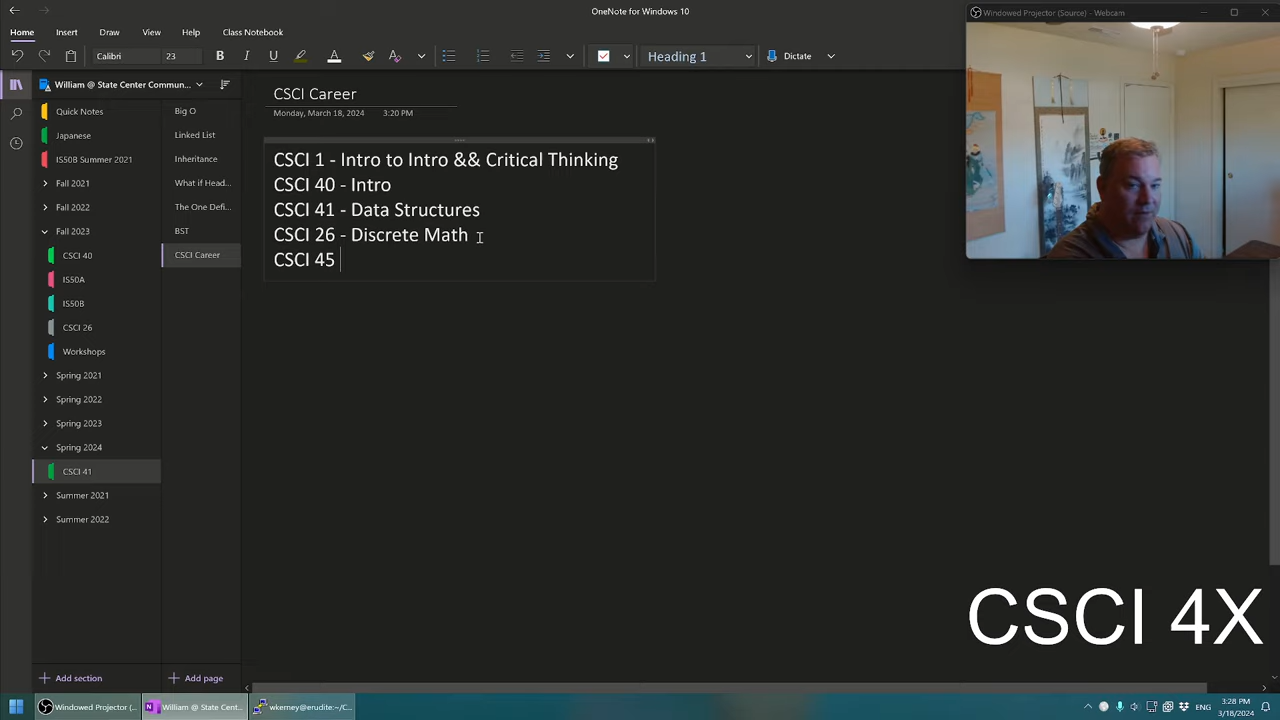 OneNote for Windows 10
Windowed Projector (Source) - Webcam
Home Insert Draw View Help Class Notebook
Calibri 23 B I U A Heading 1 Dictate
William @ State Center Commun...
Quick Notes
Japanese
IS50B Summer 2021
Fall 2021
Fall 2022
Fall 2023
CSCI 40
IS50A
IS50B
CSCI 26
Workshops
Spring 2021
Spring 2022
Spring 2023
Spring 2024
CSCI 41
Summer 2021
Summer 2022
Add section
Big O
Linked List
Inheritance
What if Head...
The One Defi...
BST
CSCI Career
Add page
CSCI Career
Monday, March 18, 2024 3:20 PM
CSCI 1 - Intro to Intro && Critical Thinking
CSCI 40 - Intro
CSCI 41 - Data Structures
CSCI 26 - Discrete Math
CSCI 45
CSCI 4X
Windowed Projector (... William @ State Cent... wkerney@erudite:~/C...
ENG
3:28 PM
3/18/2024